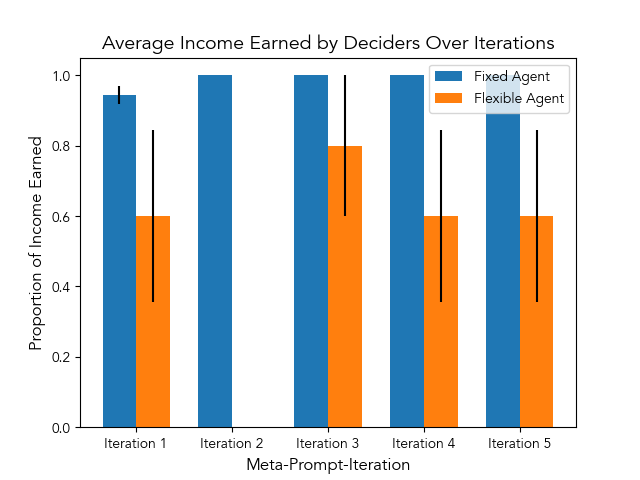 Average Income Earned by Deciders Over Iterations
Fixed Agent
Flexible Agent
Proportion of Income Earned
1.0
0.8
0.6
0.4
0.2
0.0
Iteration 1
Iteration 2
Iteration 3
Iteration 4
Iteration 5
Meta-Prompt-Iteration